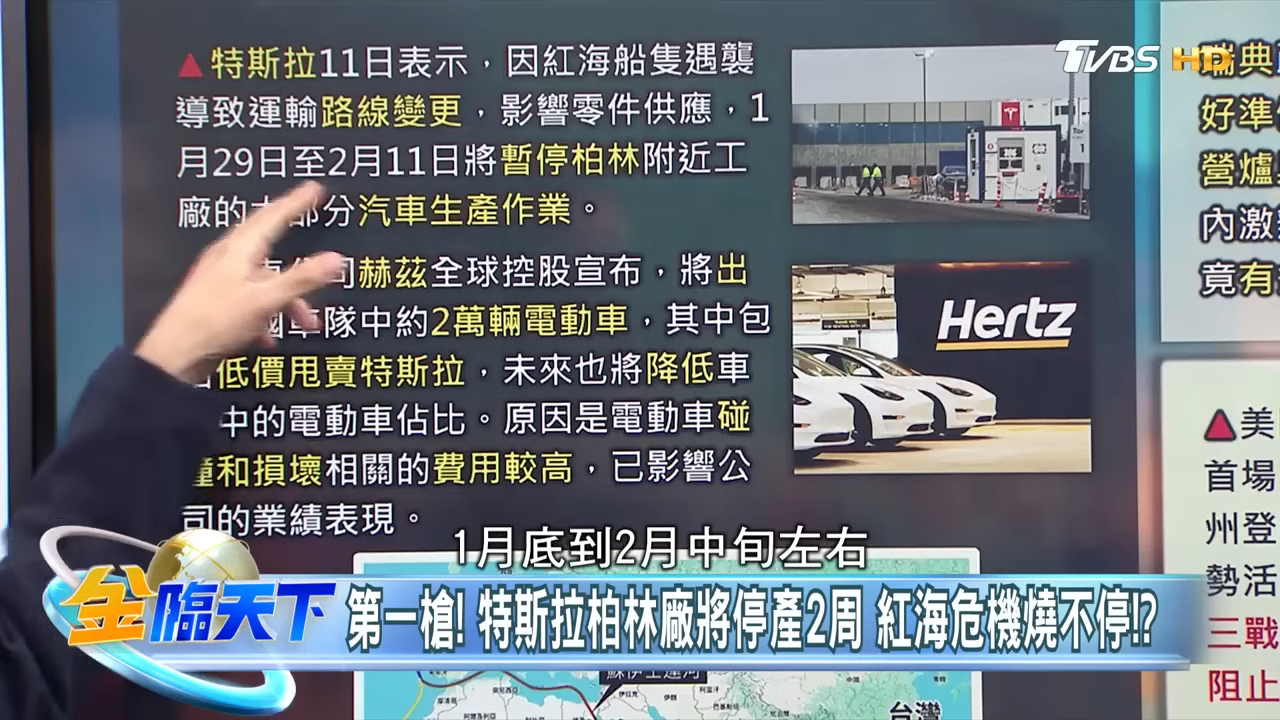 ▲特斯拉11日表示，因紅海船隻遇襲
導致運輸路線變更，影響零件供應，1
月29日至2月11日將暫停柏林附近工
廠的 部分汽車生產作業。
司赫茲全球控股宣布，將出
車隊中約2萬輛電動車，其中包
低價甩賣特斯拉，未來也將降低車
中的電動車佔比。原因是電動車碰
和損壞相關的費用較高，已影響公
司的業績表現。
TVBS HD
Hertz
瑞典
好準
營爐
內激
竟有
▲美
首場
州登
勢活
三戰
阻止
1月底到2月中旬左右
金臨天下
第一槍! 特斯拉柏林廠將停產2周 紅海危機燒不停!?
蘇伊士運河
台灣